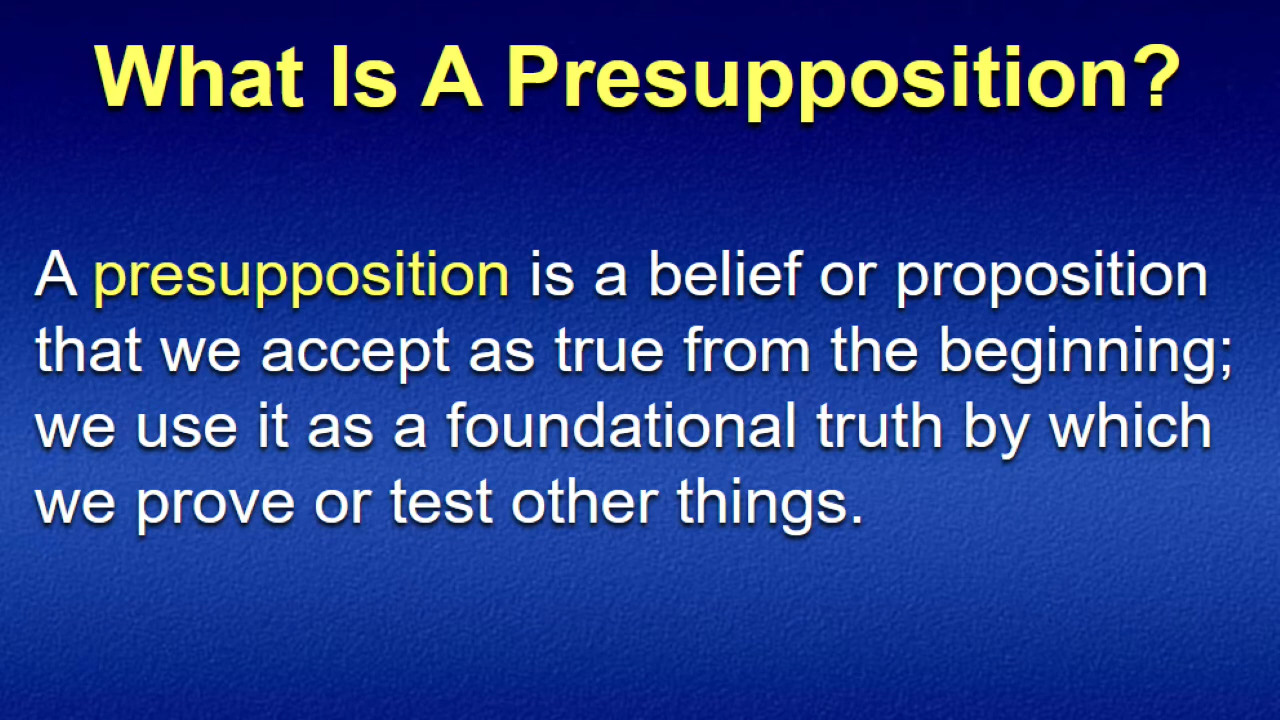 What Is A Presupposition?
A presupposition is a belief or proposition
that we accept as true from the beginning;
we use it as a foundational truth by which
we prove or test other things.